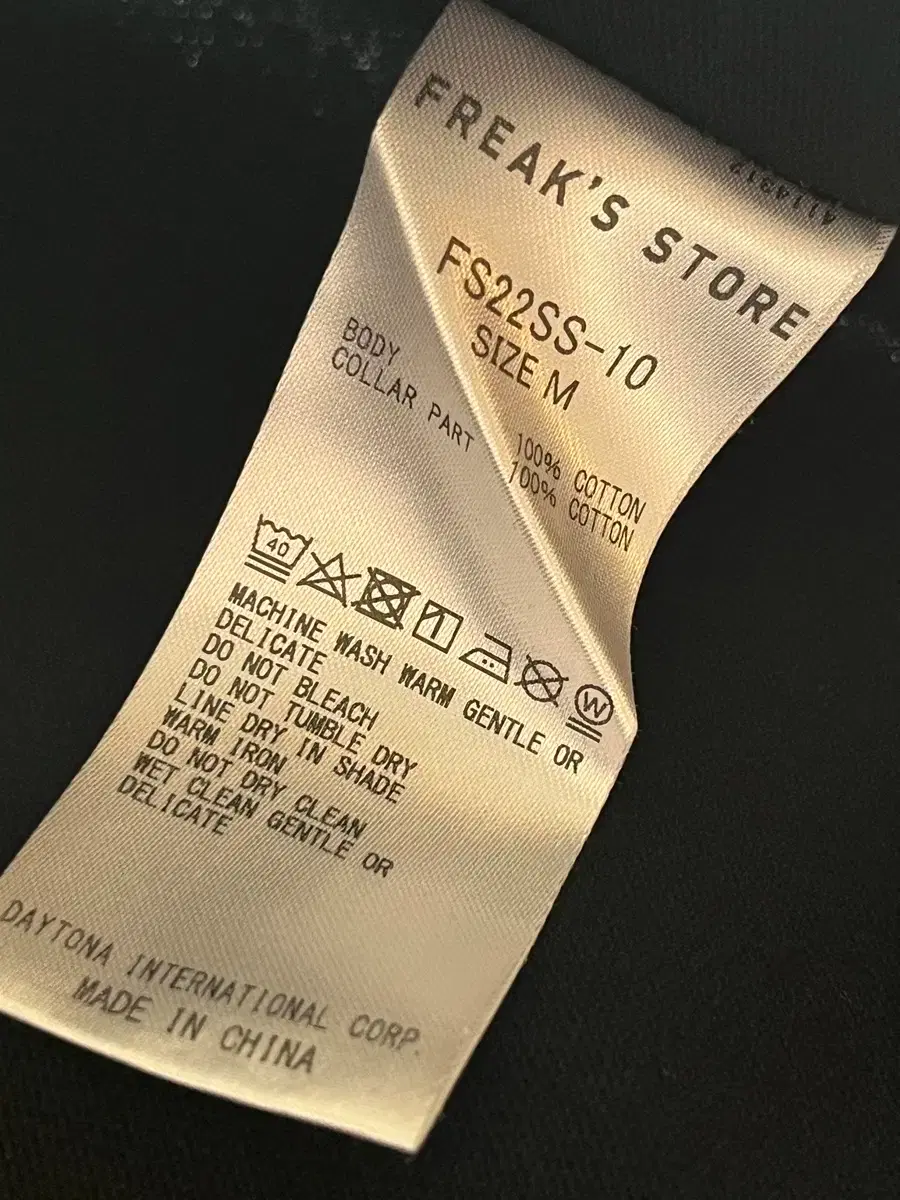 FREAK'S STORE
FS22SS-10
SIZE M
BODY 100% COTTON
COLLAR PART 100% COTTON
40
W
MACHINE WASH WARM GENTLE OR
DELICATE
DO NOT BLEACH
DO NOT TUMBLE DRY
LINE DRY IN SHADE
WARM IRON
DO NOT DRY CLEAN
WET CLEAN GENTLE OR
DELICATE
DAYTONA INTERNATIONAL CORP.
MADE IN CHINA